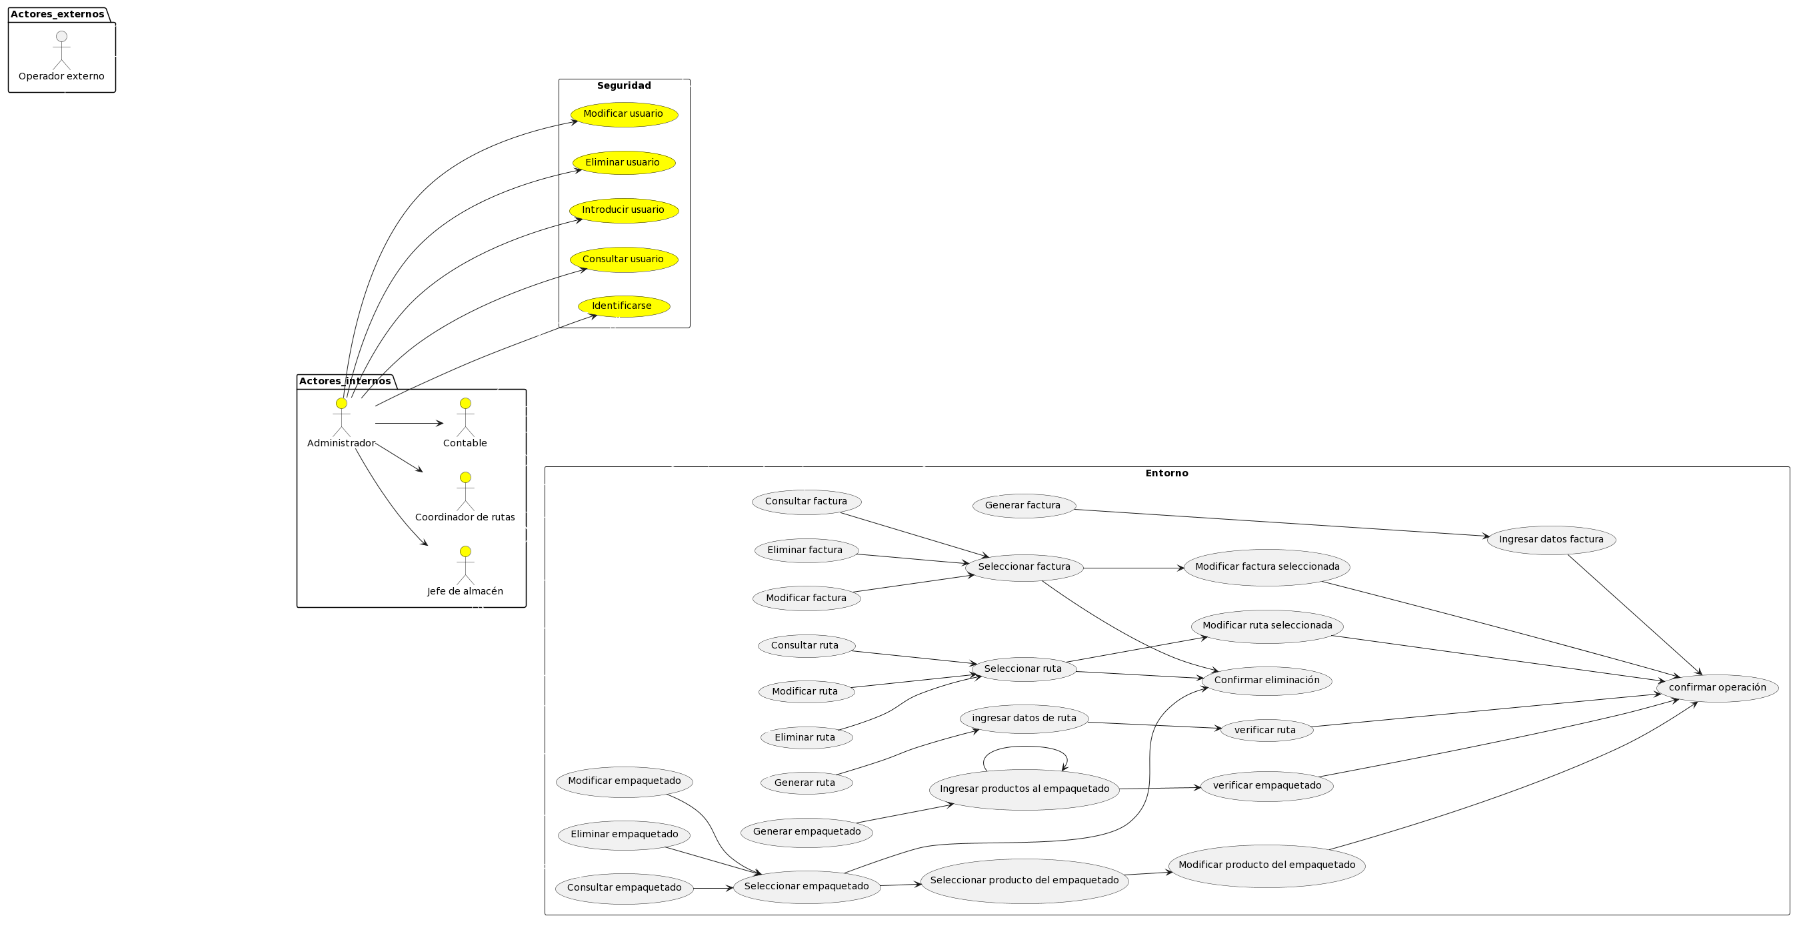 Actores_externos
Operador externo
Seguridad
Modificar usuario
Eliminar usuario
Introducir usuario
Consultar usuario
Identificarse
Actores_internos
Administrador
Contable
Coordinador de rutas
Jefe de almacén
Entorno
Consultar factura
Generar factura
Eliminar factura
Ingresar datos factura
Seleccionar factura
Modificar factura seleccionada
Modificar factura
Modificar ruta seleccionada
Consultar ruta
Seleccionar ruta
Confirmar eliminación
confirmar operación
Modificar ruta
ingresar datos de ruta
verificar ruta
Eliminar ruta
Generar ruta
Modificar empaquetado
Ingresar productos al empaquetado
verificar empaquetado
Generar empaquetado
Eliminar empaquetado
Modificar producto del empaquetado
Seleccionar producto del empaquetado
Seleccionar empaquetado
Consultar empaquetado